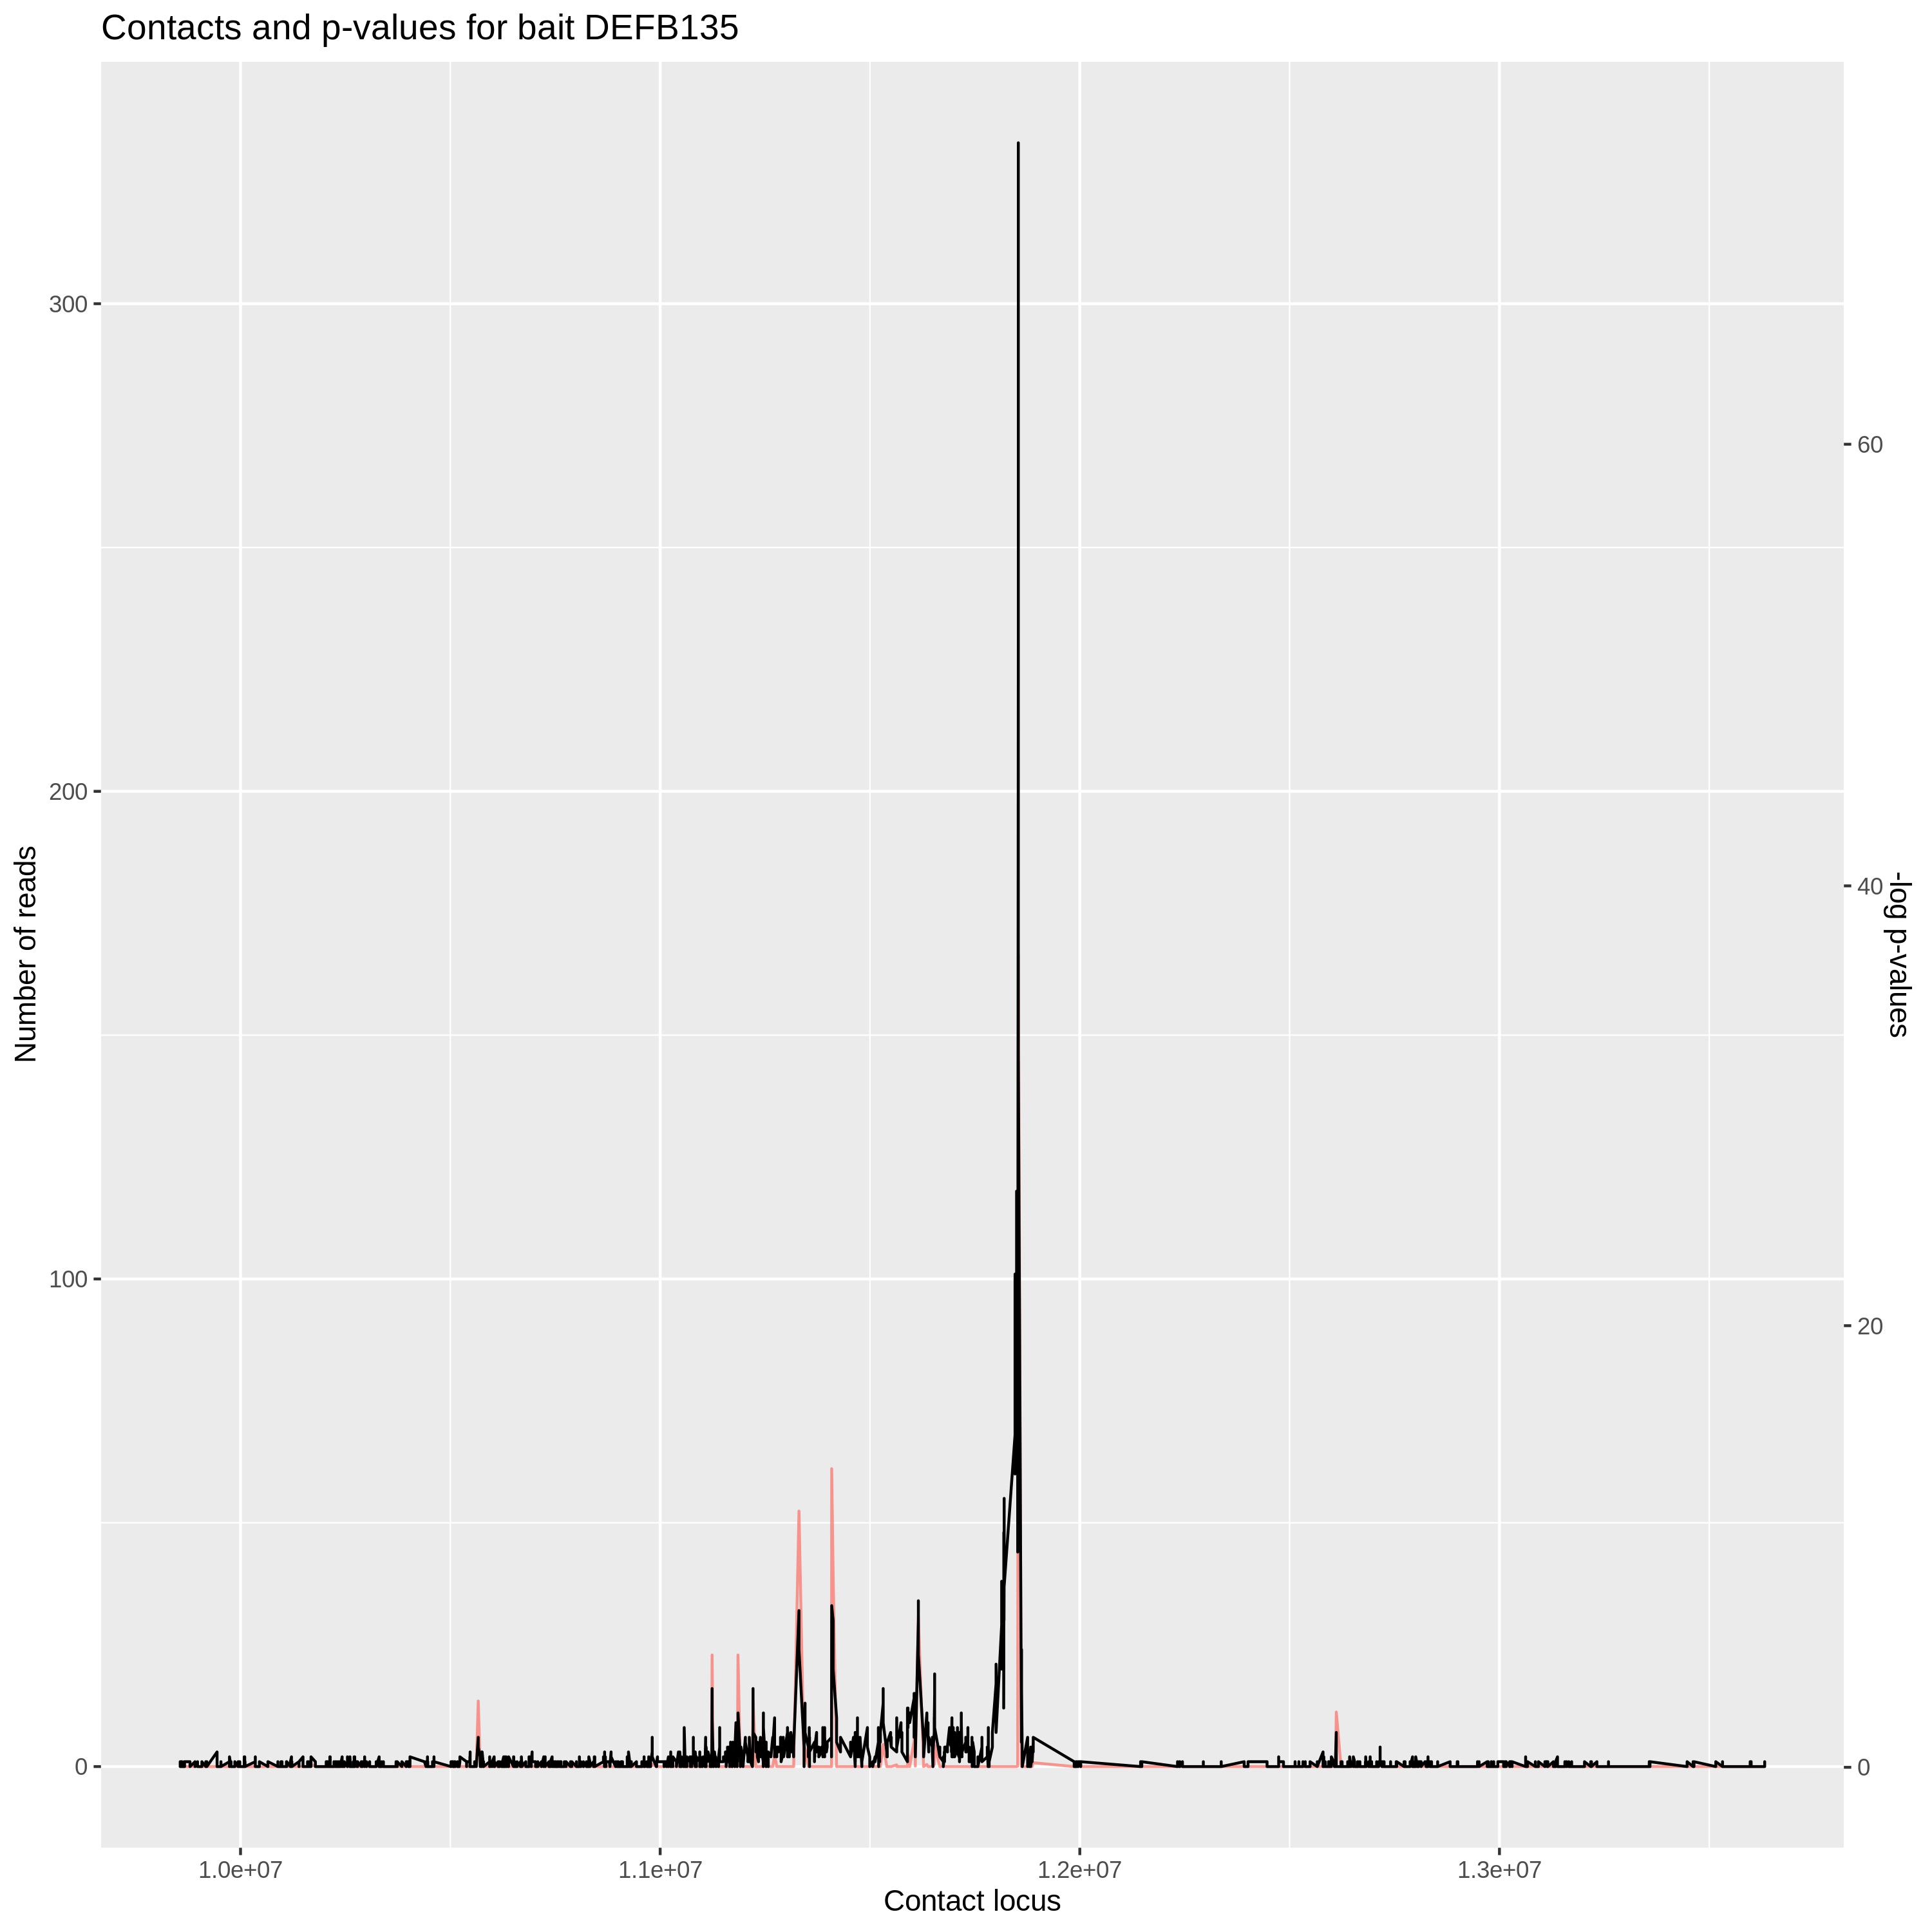 Contacts and p-values for bait DEFB135
300
200
100
0
Number of reads
60
40
20
0
-log p-values
1.0e+07
1.1e+07
1.2e+07
1.3e+07
Contact locus